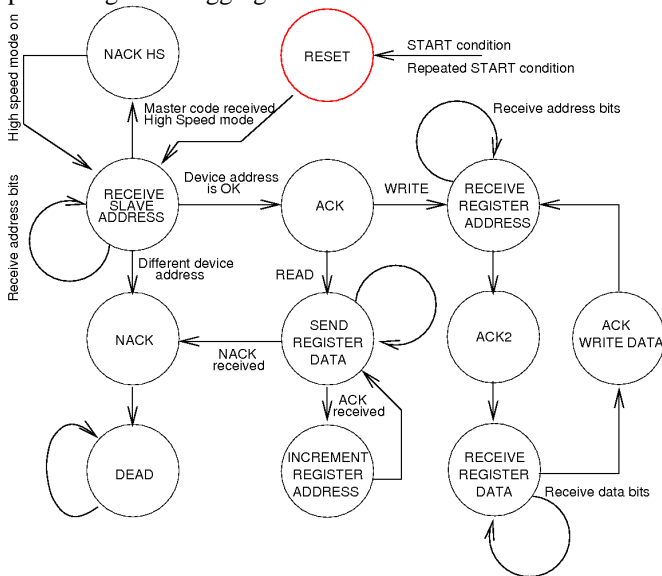 High speed mode on
NACK HS
RESET
START condition
Repeated START condition
Master code received
High Speed mode
Receive address bits
Receive address bits
RECEIVE
SLAVE
ADDRESS
Device address
is OK
ACK
WRITE
RECEIVE
REGISTER
ADDRESS
Different device
address
READ
NACK
NACK
received
SEND
REGISTER
DATA
ACK2
ACK
WRITE DATA
ACK
received
DEAD
INCREMENT
REGISTER
ADDRESS
RECEIVE
REGISTER
DATA
Receive data bits